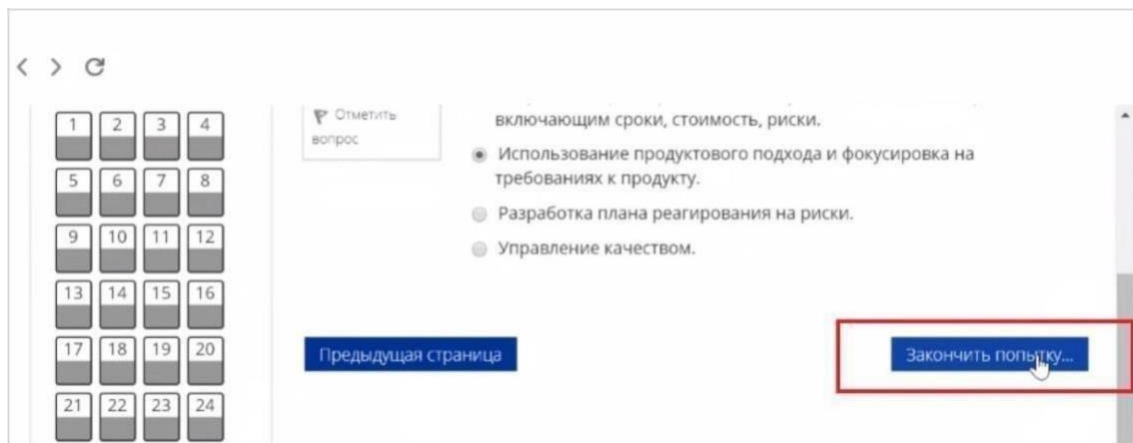 1 2 3 4
5 6 7 8
9 10 11 12
13 14 15 16
17 18 19 20
21 22 23 24
Отметить
вопрос
включающим сроки, стоимость, риски.
Использование продуктового подхода и фокусировка на
требованиях к продукту.
Разработка плана реагирования на риски.
Управление качеством.
Предыдущая страница
Закончить попытку...